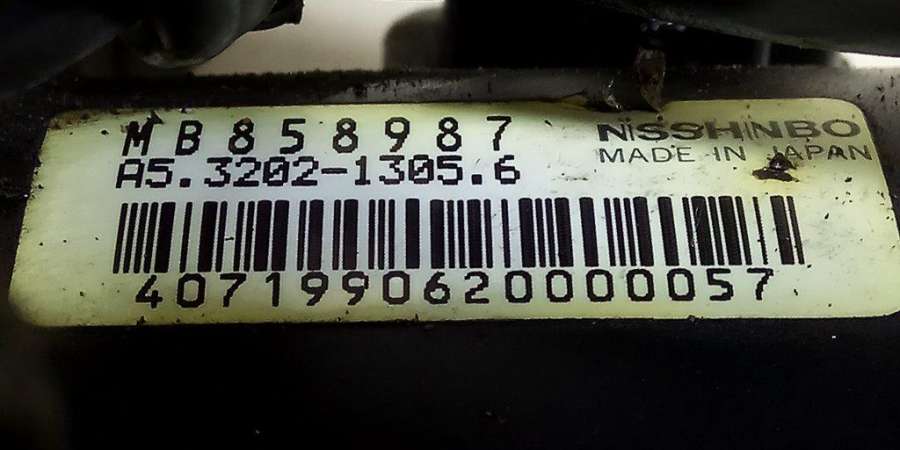 MB858987
NISSHINBO
A5.3202-1305.6
MADE IN JAPAN
4071990620000057